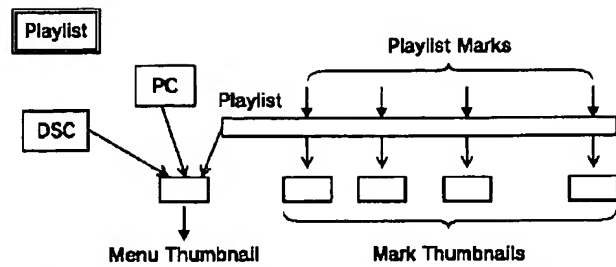 Playlist
Playlist Marks
PC
Playlist
DSC
Menu Thumbnail
Mark Thumbnails